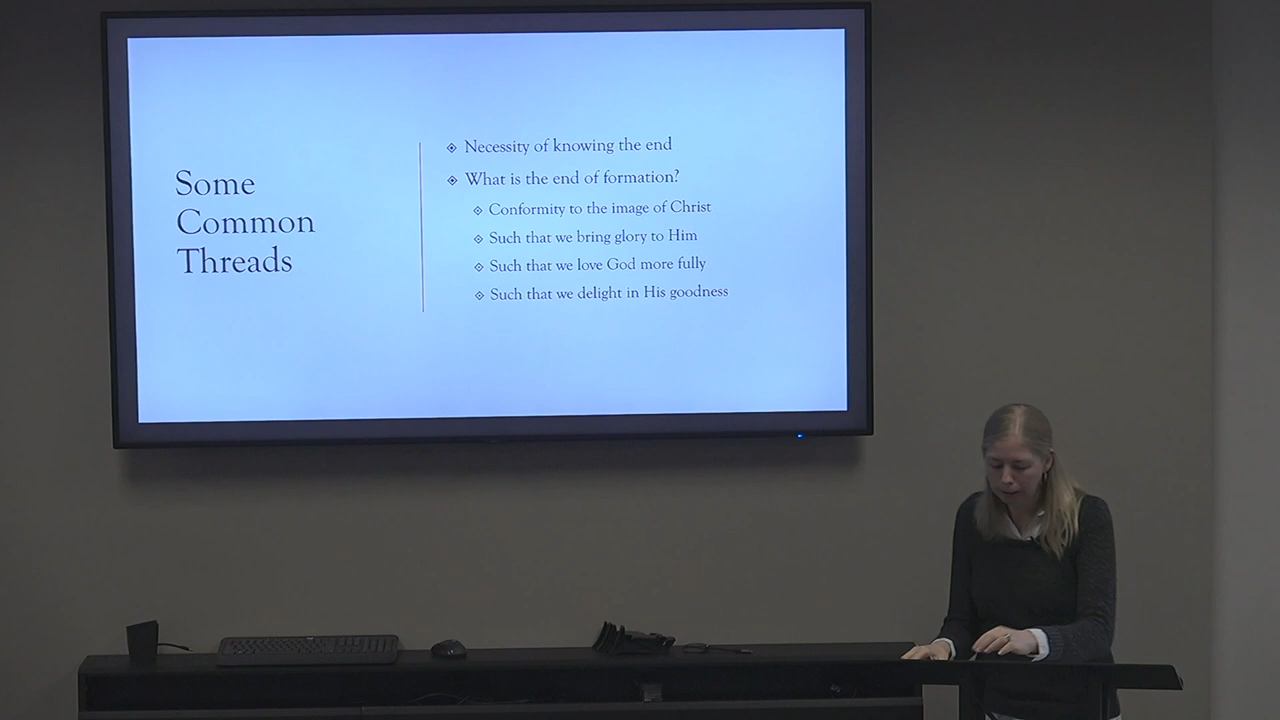 Some
Common
Threads
Necessity of knowing the end
What is the end of formation?
Conformity to the image of Christ
Such that we bring glory to Him
Such that we love God more fully
Such that we delight in His goodness